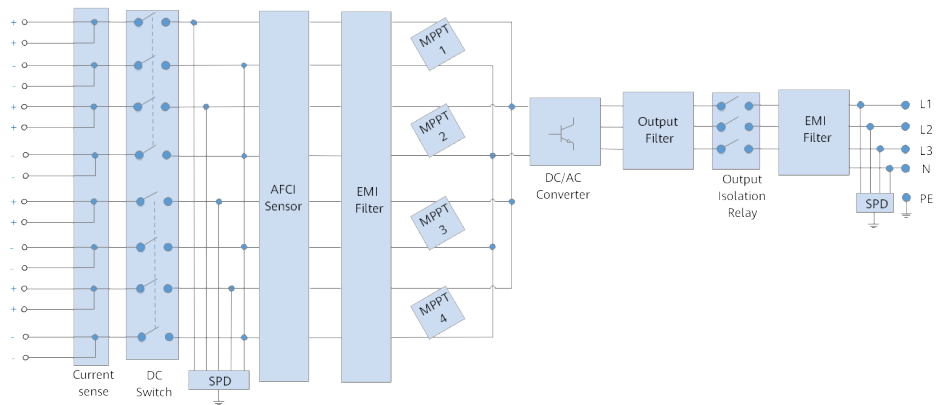 +
+
-
-
+
+
-
-
+
+
-
-
+
+
-
-
Current
sense
DC
Switch
SPD
AFCI
Sensor
EMI
Filter
MPPT
1
MPPT
2
MPPT
3
MPPT
4
DC/AC
Converter
Output
Filter
Output
Isolation
Relay
EMI
Filter
L1
L2
L3
N
PE
SPD